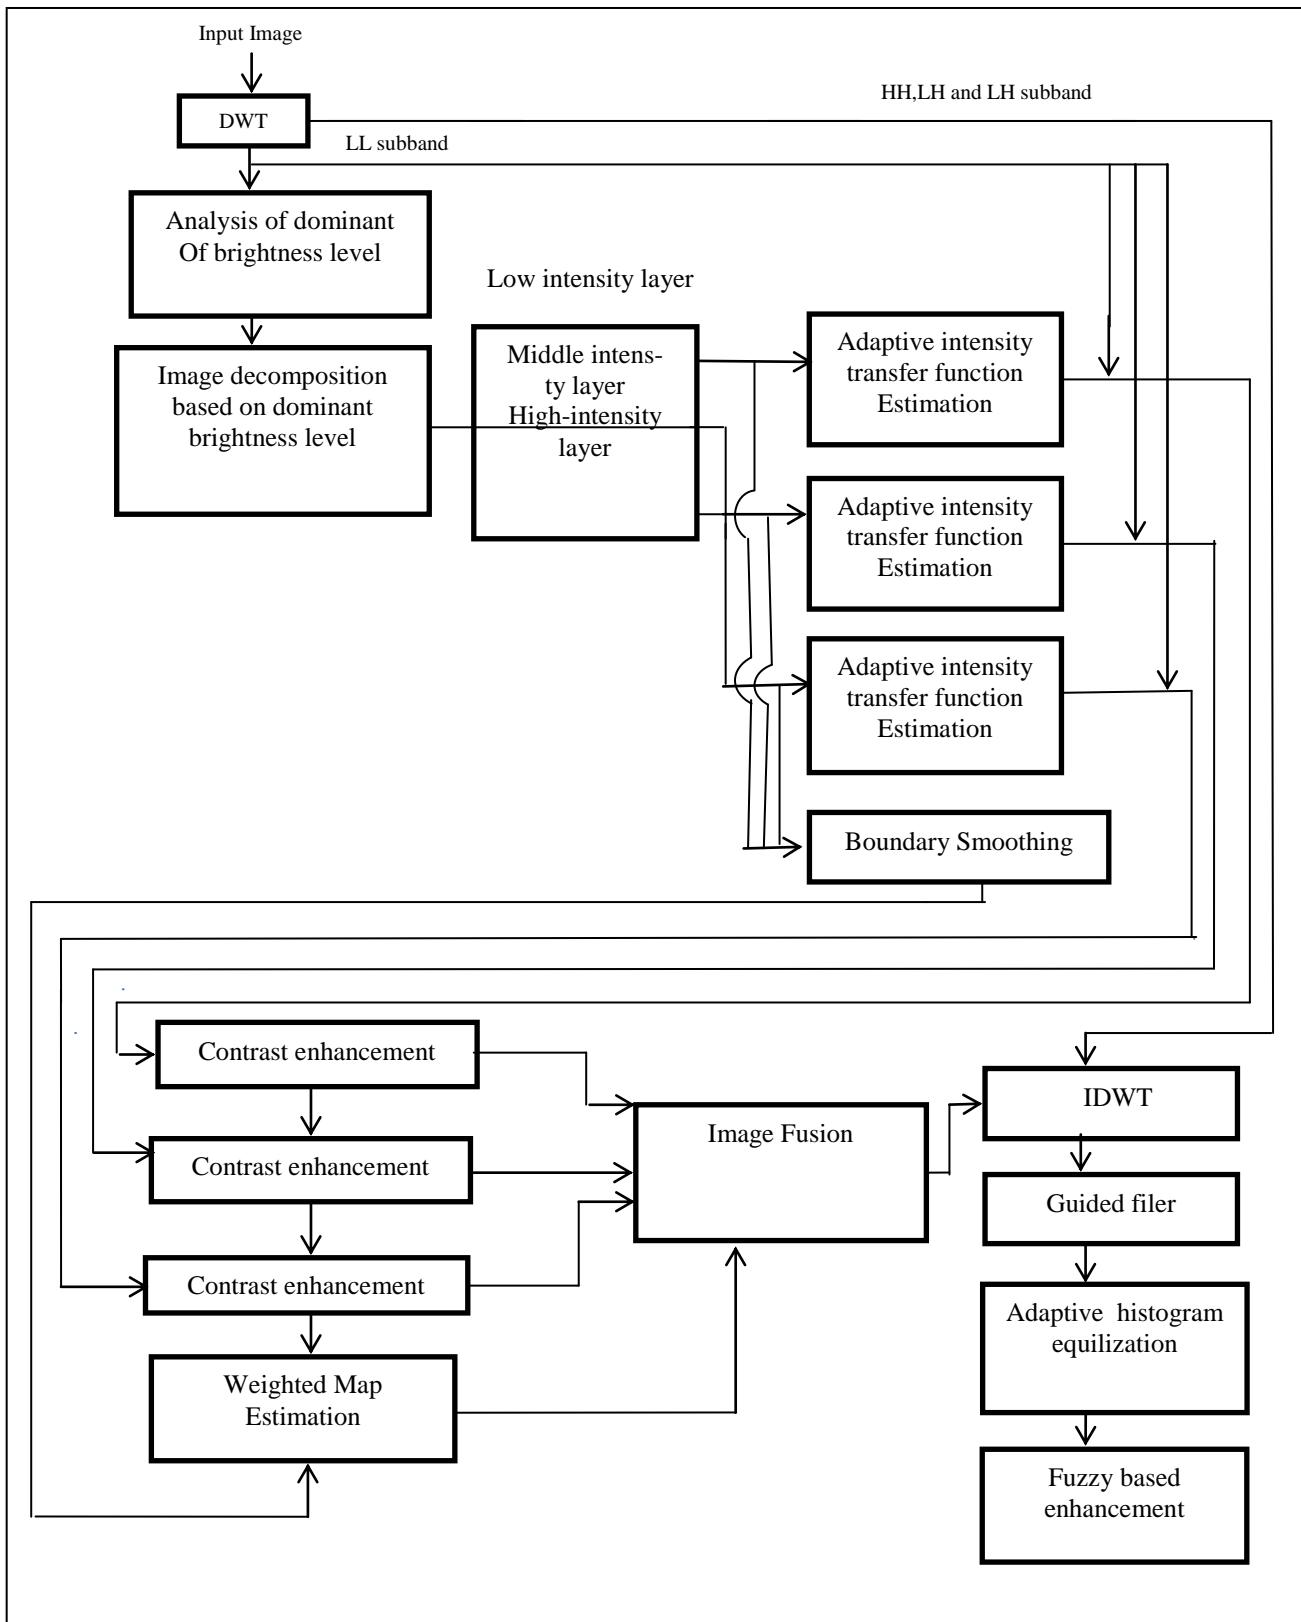 Input Image
HH,LH and LH subband
DWT
LL subband
Analysis of dominant
Of brightness level
Low intensity layer
Middle intens-
ty layer
High-intensity
layer
Adaptive intensity
transfer function
Estimation
Image decomposition
based on dominant
brightness level
Adaptive intensity
transfer function
Estimation
Adaptive intensity
transfer function
Estimation
Boundary Smoothing
Contrast enhancement
IDWT
Image Fusion
Contrast enhancement
Guided filer
Contrast enhancement
Adaptive histogram
equilization
Weighted Map
Estimation
Fuzzy based
enhancement